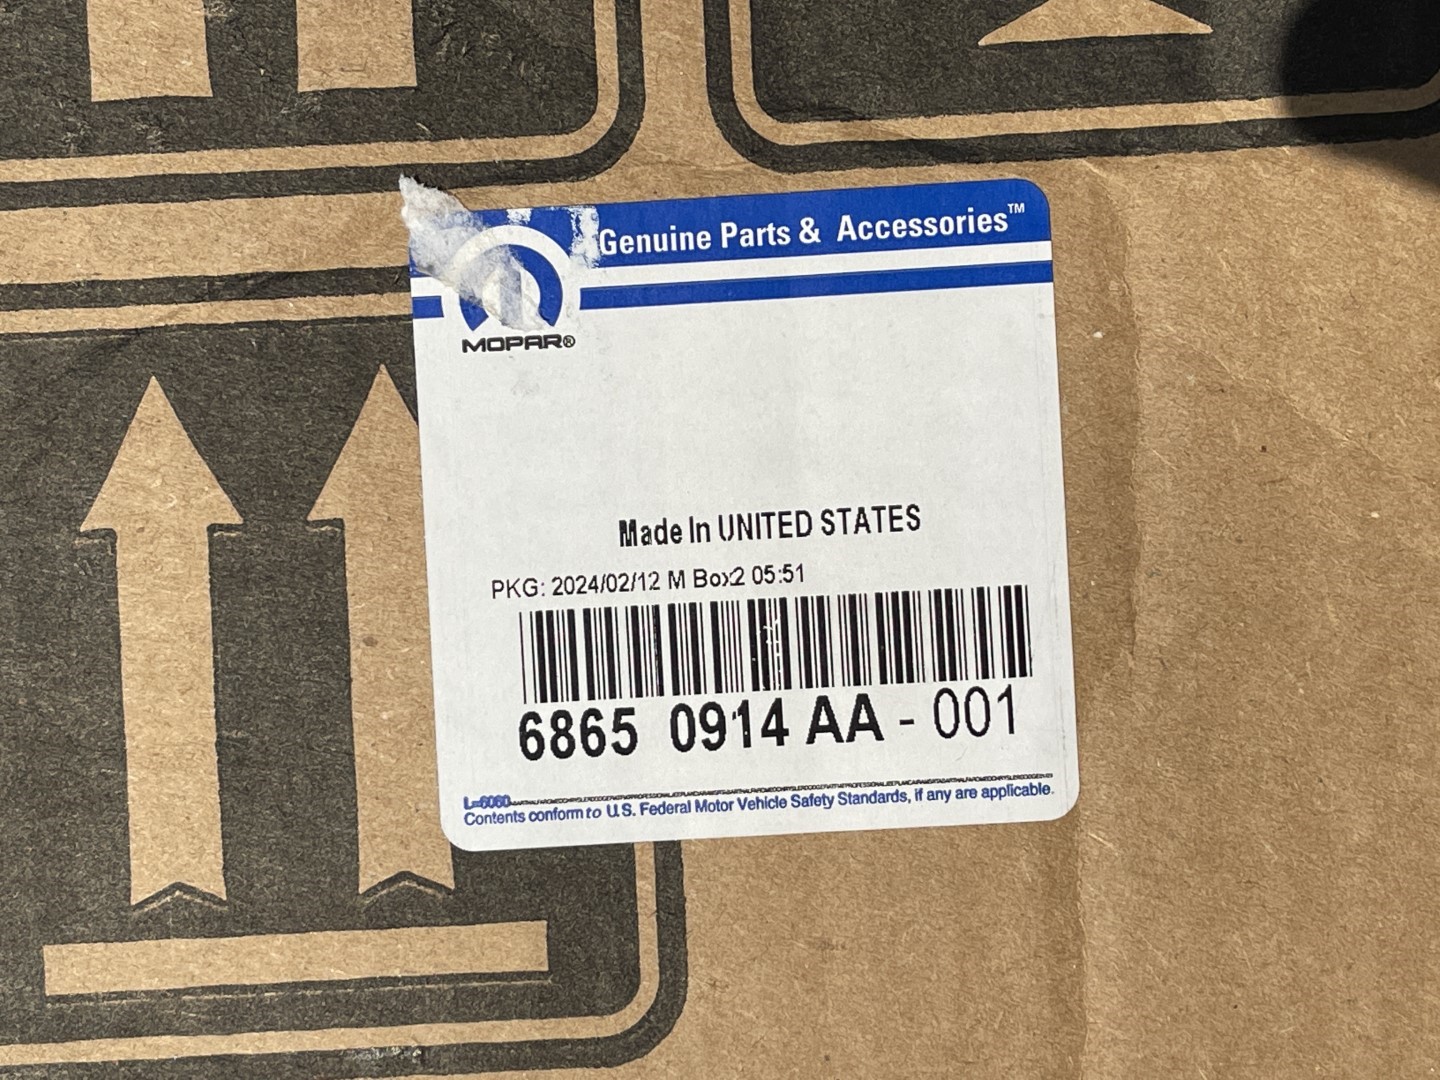 Genuine Parts & Accessories™
MOPAR®
Made In UNITED STATES
PKG: 2024/02/12 M Box2 05:51
6865 0914 AA - 001
L=6060
Contents conform to U.S. Federal Motor Vehicle Safety Standards, if any are applicable.